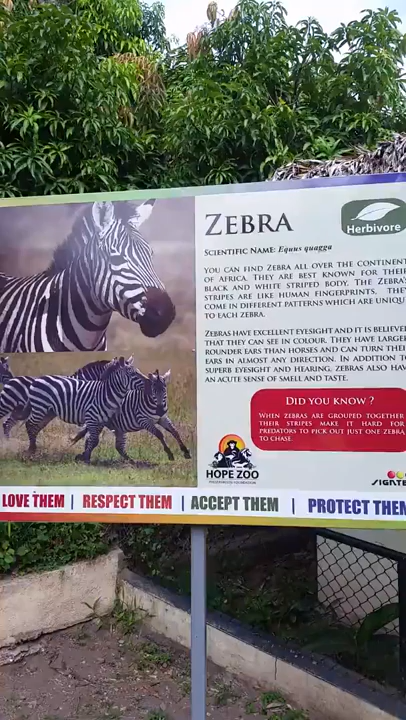 ZEBRA
Herbivore
SCIENTIFIC NAME: Equus quagga
YOU CAN FIND ZEBRA ALL OVER THE CONTINENT
OF AFRICA. THEY ARE BEST KNOWN FOR THEIR
BLACK AND WHITE STRIPED BODY. THE ZEBRA'S
STRIPES ARE LIKE HUMAN FINGERPRINTS, THEY
COME IN DIFFERENT PATTERNS WHICH ARE UNIQUE
TO EACH ZEBRA.
ZEBRAS HAVE EXCELLENT EYESIGHT AND IT IS BELIEVED
THAT THEY CAN SEE IN COLOUR. THEY HAVE LARGER,
ROUNDER EARS THAN HORSES AND CAN TURN THEIR
EARS IN ALMOST ANY DIRECTION. IN ADDITION TO
SUPERB EYESIGHT AND HEARING, ZEBRAS ALSO HAVE
AN ACUTE SENSE OF SMELL AND TASTE.
DID YOU KNOW ?
WHEN ZEBRAS ARE GROUPED TOGETHER
THEIR STRIPES MAKE IT HARD FOR
PREDATORS TO PICK OUT JUST ONE ZEBRA
TO CHASE.
HOPE ZOO
LOVE THEM | RESPECT THEM | ACCEPT THEM | PROTECT THEM